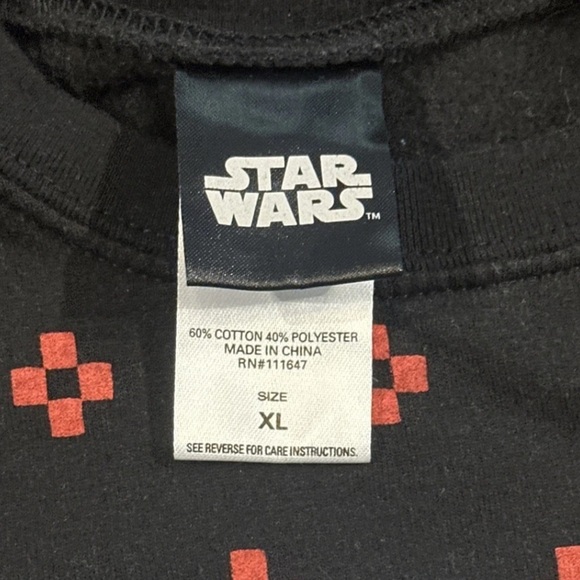 STAR
WARS™
60% COTTON 40% POLYESTER
MADE IN CHINA
RN#111647
SIZE
XL
SEE REVERSE FOR CARE INSTRUCTIONS.